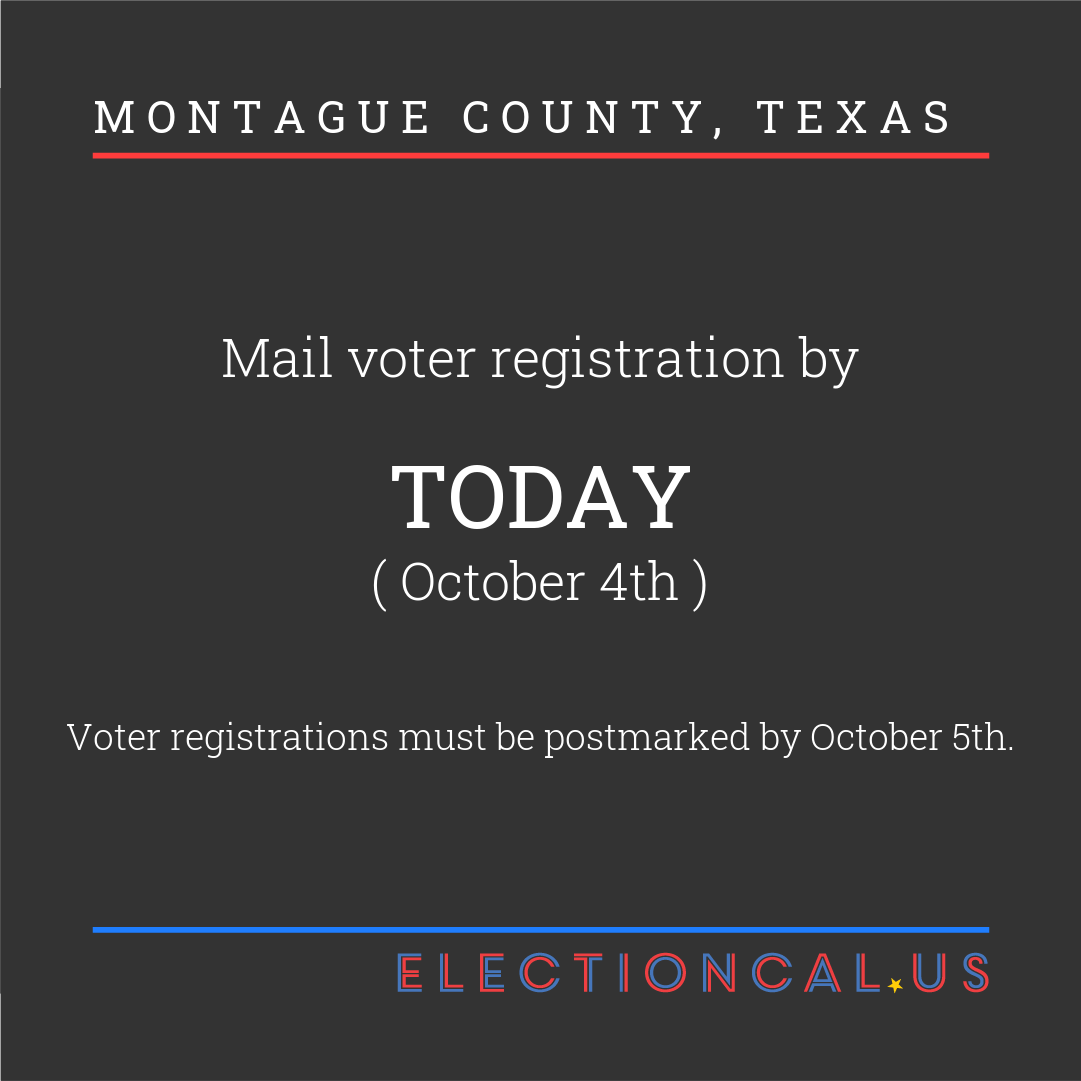 MONTAGUE COUNTY, TEXAS
Mail voter registration by
TODAY
( October 4th )
Voter registrations must be postmarked by October 5th.
ELECTIONCAL.US